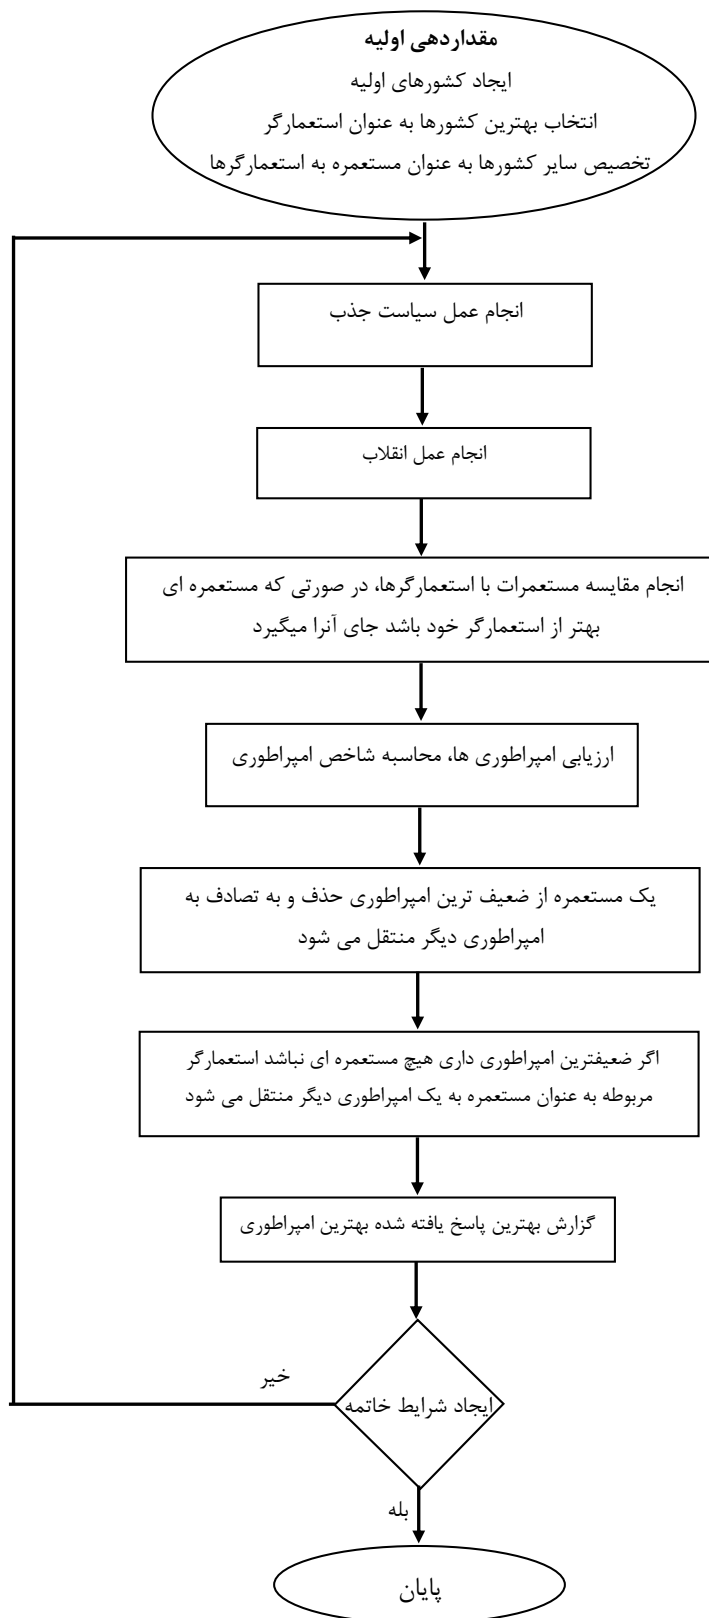 مقداردهی اولیه
ایجاد کشورهای اولیه
انتخاب بهترین کشورها به عنوان استعمارگر
تخصیص سایر کشورها به عنوان مستعمره به استعمارگرها
انجام عمل سیاست جذب
انجام عمل انقلاب
انجام مقایسه مستعمرات با استعمارگرها، در صورتی که مستعمره ای
بهتر از استعمارگر خود باشد جای آنرا میگیرد
ارزیابی امپراطوری ها، محاسبه شاخص امپراطوری
یک مستعمره از ضعیف ترین امپراطوری حذف و به تصادف به
امپراطوری دیگر منتقل می شود
اگر ضعیفترین امپراطوری داری هیچ مستعمره ای نباشد استعمارگر
مربوطه به عنوان مستعمره به یک امپراطوری دیگر منتقل می شود
گزارش بهترین پاسخ یافته شده بهترین امپراطوری
خیر
ایجاد شرایط خاتمه
بله
پایان